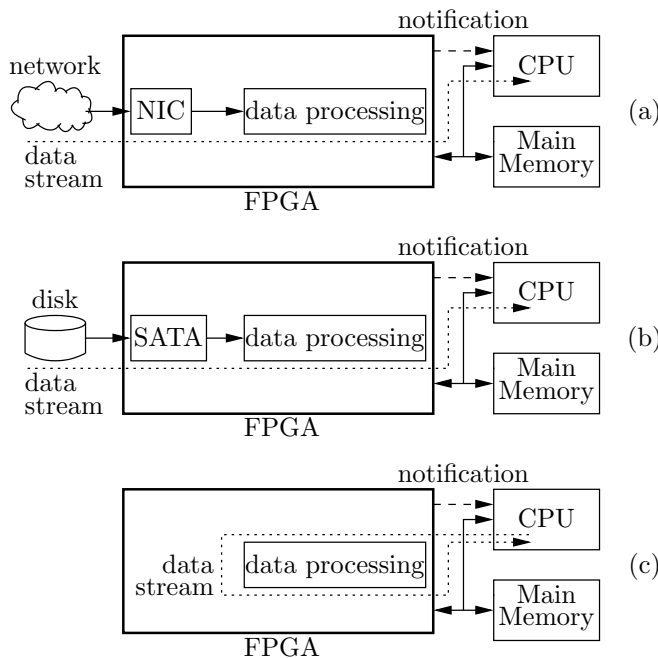 notification
network
CPU
NIC
data processing
(a)
data
stream
Main
Memory
FPGA
notification
disk
CPU
SATA
data processing
(b)
data
stream
Main
Memory
FPGA
notification
CPU
data
stream
data processing
(c)
Main
Memory
FPGA